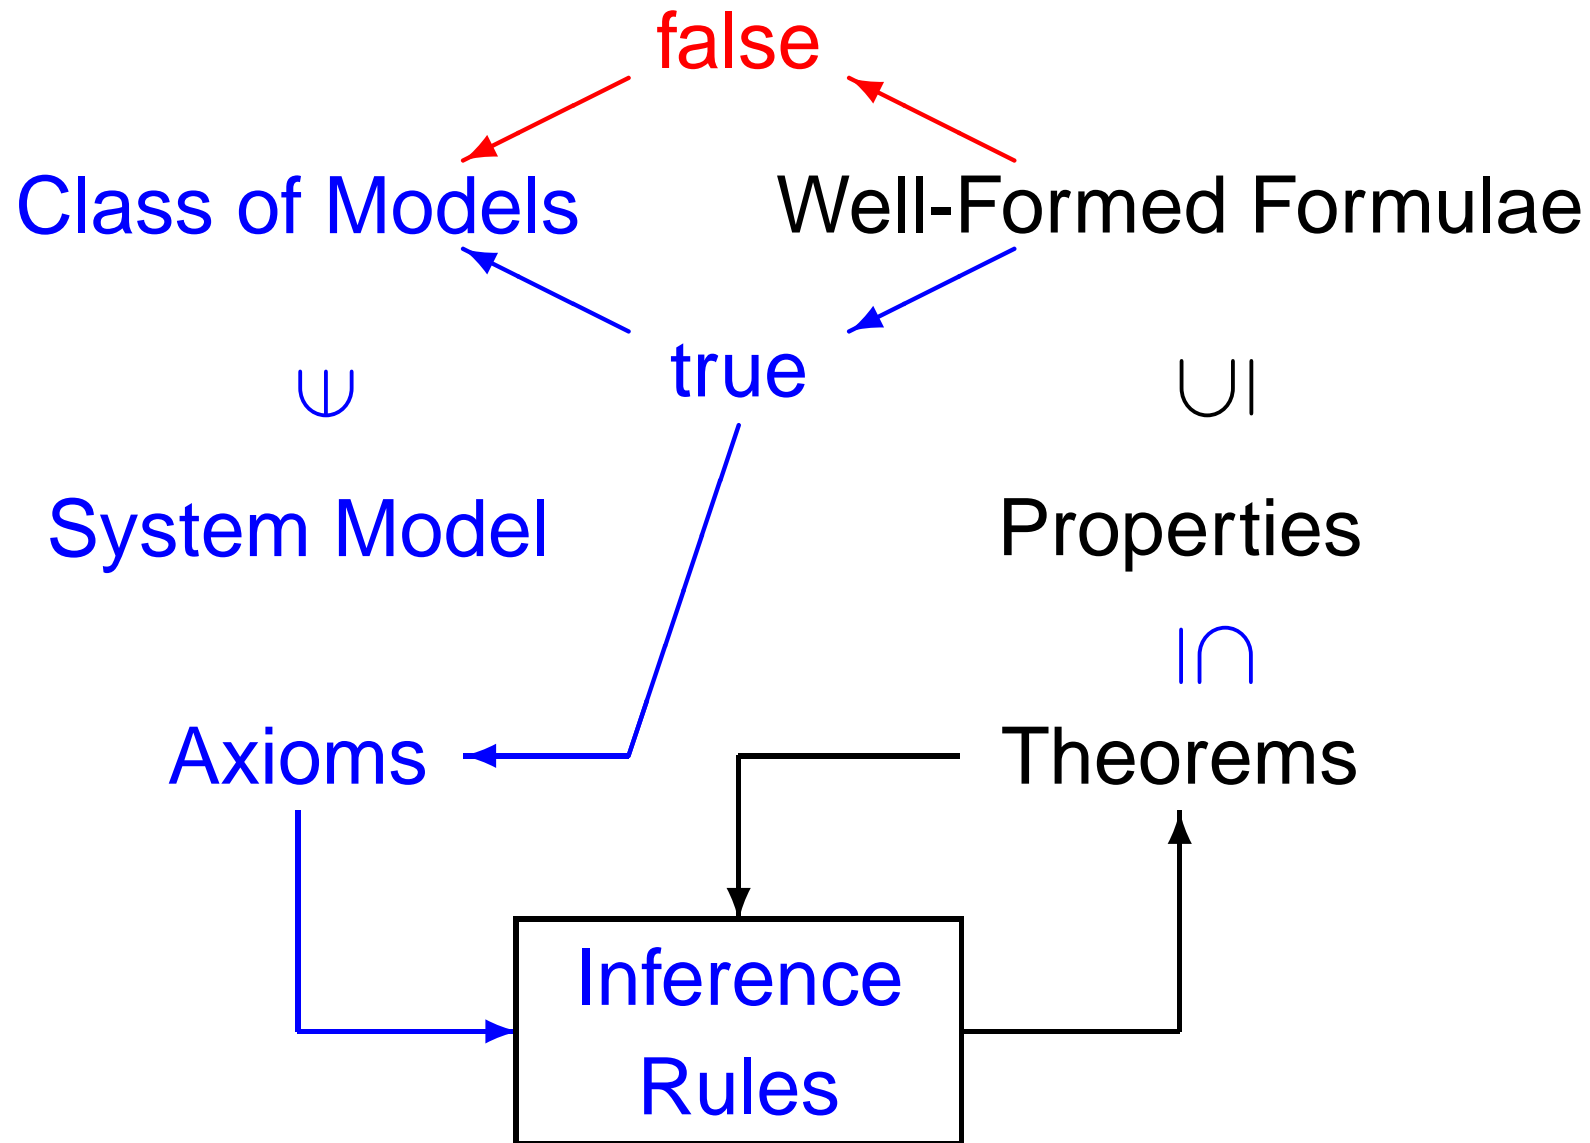 false
Class of Models Well-Formed Formulae
true
System Model Properties
Axioms Theorems
Inference
Rules